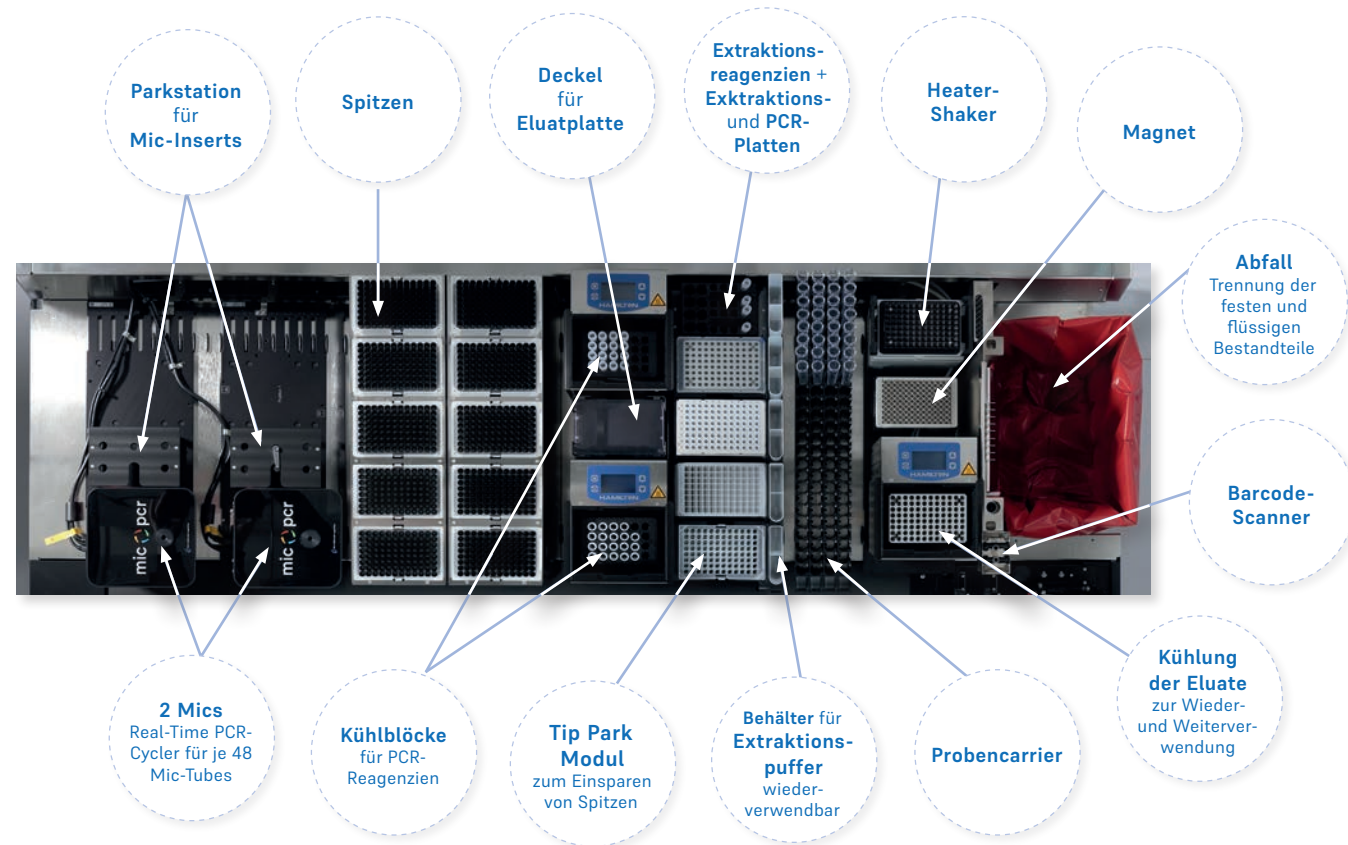 Parkstation
für
Mic-Inserts
Spitzen
Deckel
für
Eluatplatte
Extraktions-
reagenzien +
Exktraktions-
und PCR-
Platten
Heater-
Shaker
Magnet
Abfall
Trennung der
festen und
flüssigen
Bestandteile
Barcode-
Scanner
HAMILTON
HAMILTON
HAMILTON
mic pcr
mic pcr
2 Mics
Real-Time PCR-
Cycler für je 48
Mic-Tubes
Kühlblöcke
für PCR-
Reagenzien
Tip Park
Modul
zum Einsparen
von Spitzen
Behälter für
Extraktions-
puffer
wieder-
verwendbar
Probencarrier
Kühlung
der Eluate
zur Wieder-
und Weiterver-
wendung